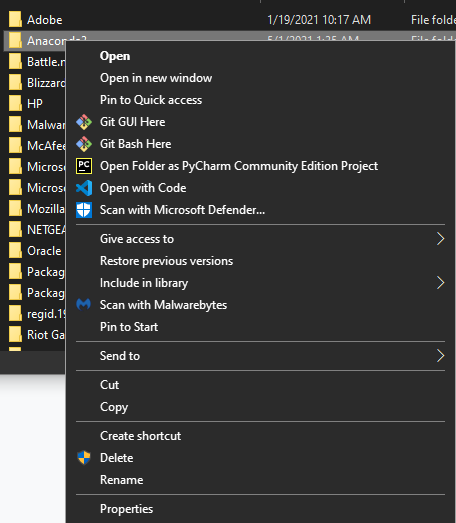 Adobe 1/19/2021 10:17 AM File folder
Anaconda3 5/1/2021 1:35 AM File folder
Battle.n
Open
Open in new window
Blizzard
Pin to Quick access
HP
Git GUI Here
Malwar
Git Bash Here
McAfee
Open Folder as PyCharm Community Edition Project
Microso
Open with Code
Microso
Scan with Microsoft Defender...
Mozilla
NETGEA
Give access to
Oracle
Restore previous versions
Packag
Include in library
Packag
Scan with Malwarebytes
regid.19
Pin to Start
Riot Ga
Send to
Cut
Copy
Create shortcut
Delete
Rename
Properties
PC